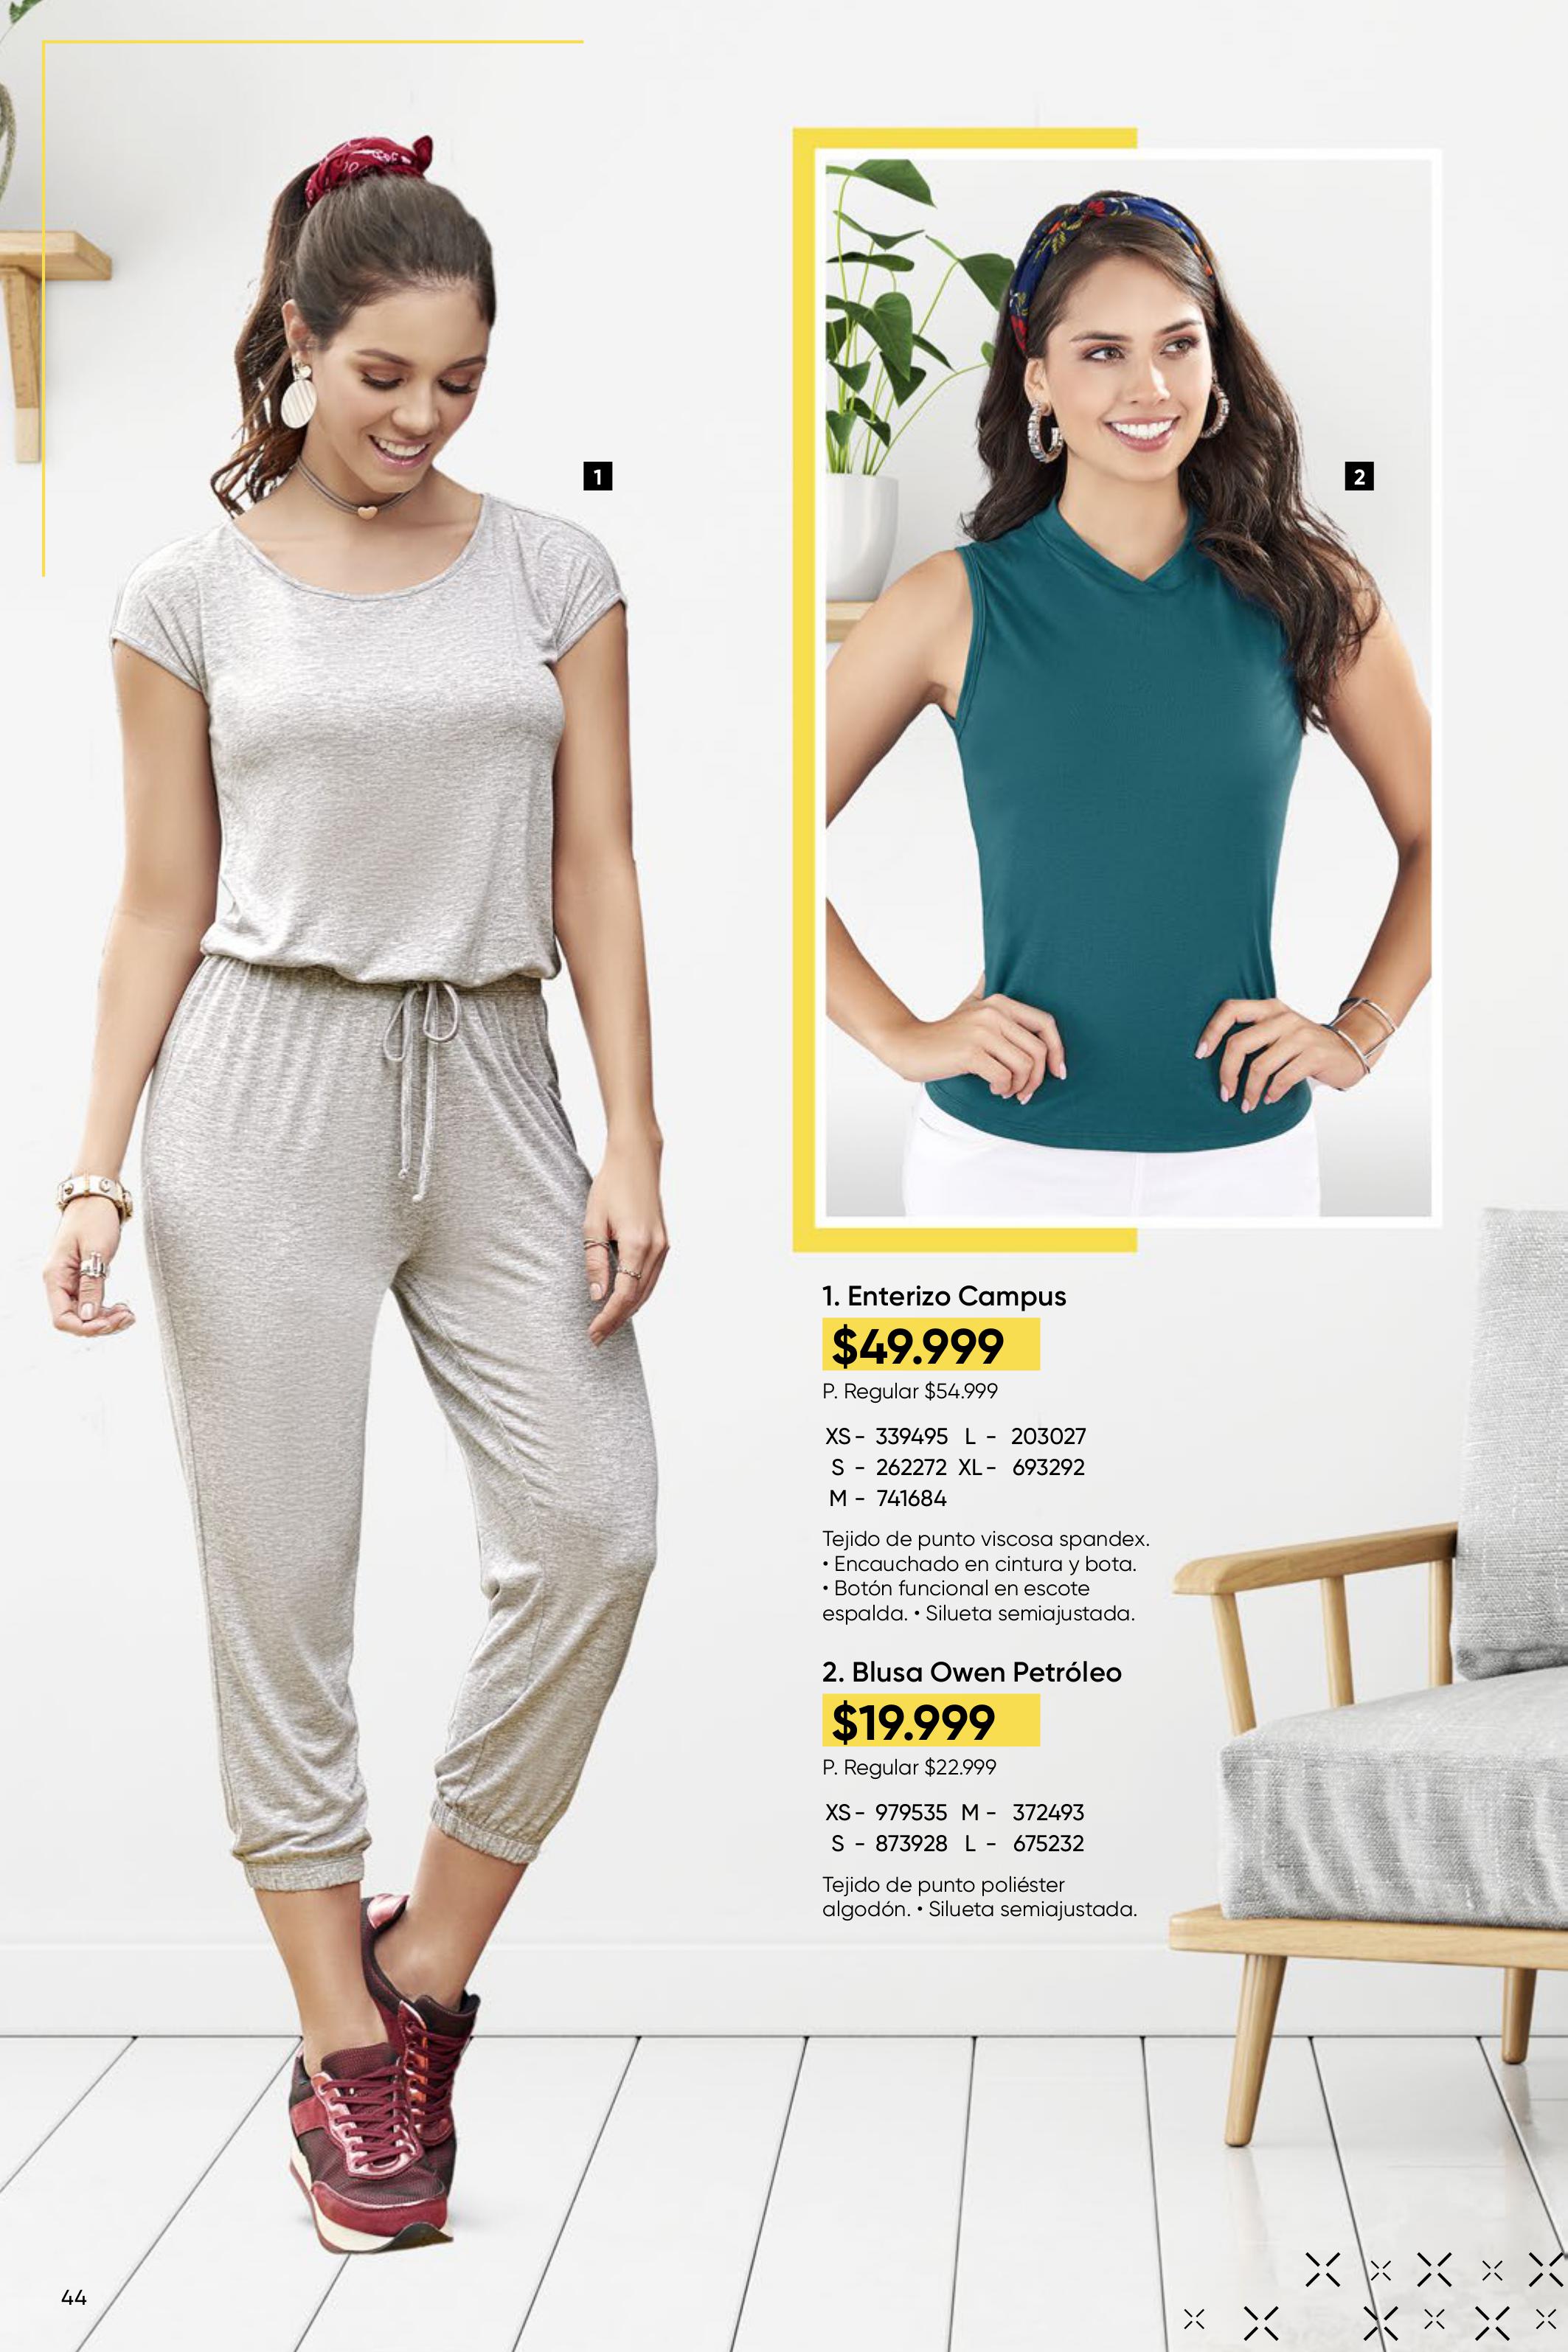 1
2
1. Enterizo Campus
$49.999
P. Regular $54.999
XS - 339495 L - 203027
S - 262272 XL - 693292
M - 741684
Tejido de punto viscosa spandex.
• Encauchado en cintura y bota.
• Botón funcional en escote
espalda. • Silueta semiajustada.
2. Blusa Owen Petróleo
$19.999
P. Regular $22.999
XS - 979535 M - 372493
S - 873928 L - 675232
Tejido de punto poliéster
algodón. • Silueta semiajustada.
44